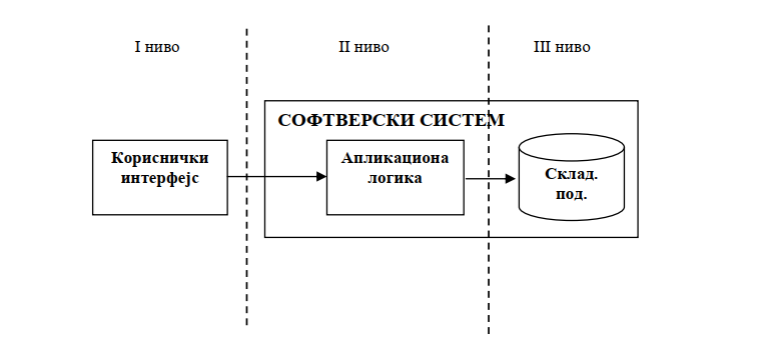 I ниво
II ниво
III ниво
СОФТВЕРСКИ СИСТЕМ
Кориснички
интерфејс
Апликациона
логика
Склад.
под.